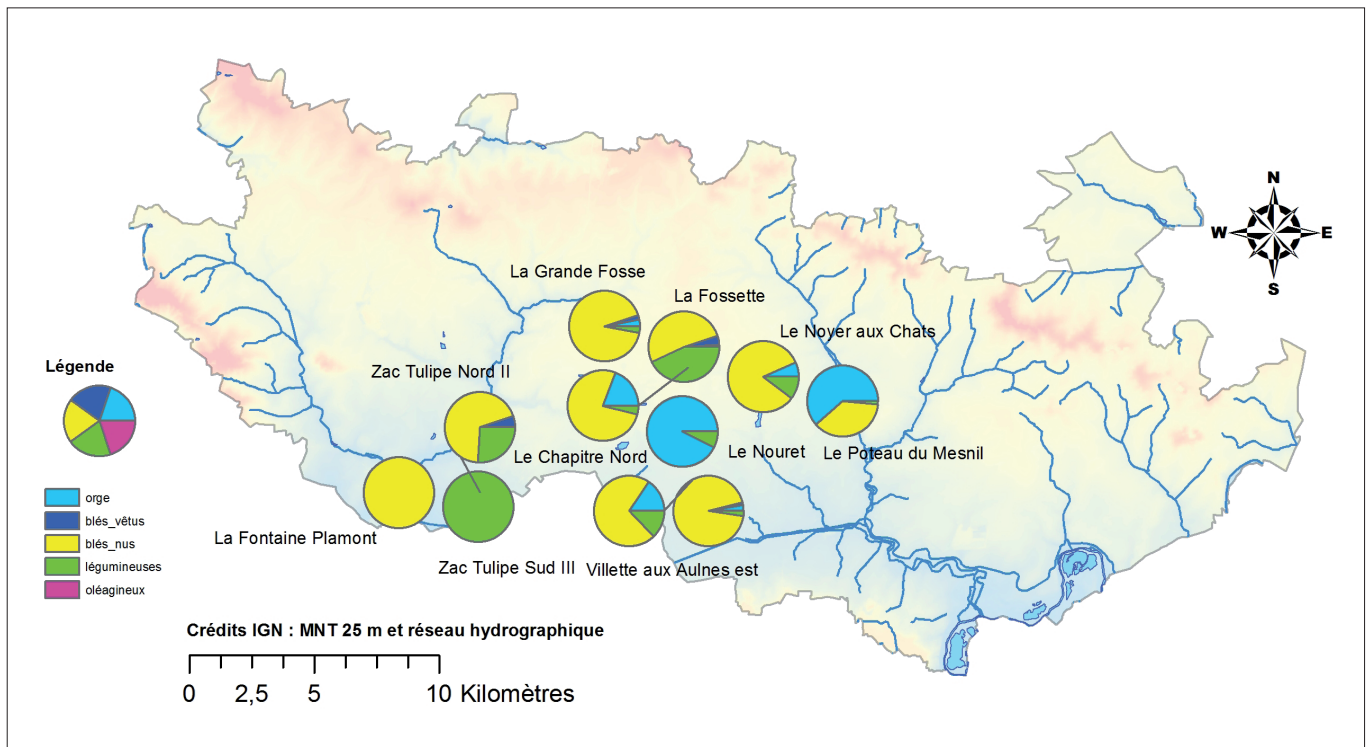 N
W
E
S
La Grande Fosse
La Fossette
Le Noyer aux Chats
Légende
Zac Tulipe Nord II
Le Chapitre Nord
Le Nouret
Le Poteau du Mesnil
orge
blés_vêtus
blés_nus
légumineuses
oléagineux
La Fontaine Plamont
Zac Tulipe Sud III
Villette aux Aulnes est
Crédits IGN : MNT 25 m et réseau hydrographique
0 2,5 5 10 Kilomètres